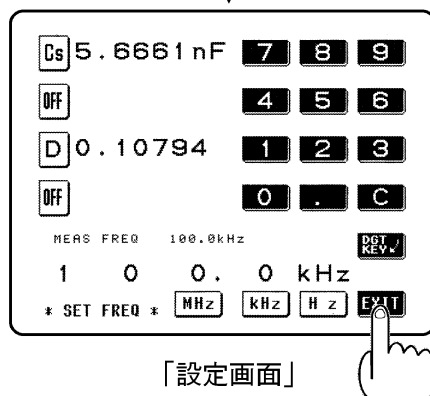 Cs 5.6661nF 7 8 9
OFF 4 5 6
D 0.10794 1 2 3
OFF 0 . C
MEAS FREQ 100.0kHz DGT KEY↙
1 0 0. 0 kHz
* SET FREQ * MHz kHz Hz EXIT
「設定画面」